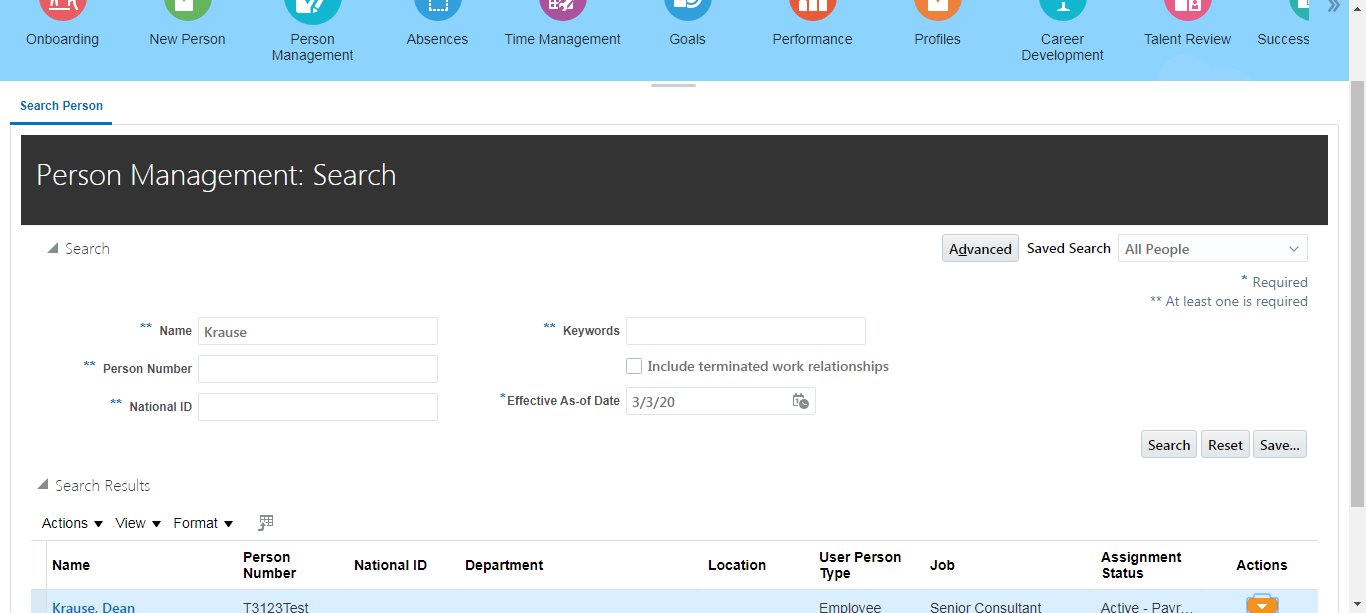 Onboarding
New Person
Person
Management
Absences
Time Management
Goals
Performance
Profiles
Career
Development
Talent Review
Success
Search Person
Person Management: Search
Search
Advanced
Saved Search
All People
* Required
** At least one is required
** Name
Krause
** Keywords
** Person Number
Include terminated work relationships
** National ID
*Effective As-of Date
3/3/20
Search
Reset
Save...
Search Results
Actions
View
Format
Name
Person
Number
National ID
Department
Location
User Person
Type
Job
Assignment
Status
Actions
Krause, Dean
T3123Test
Employee
Senior Consultant
Active - Payr...